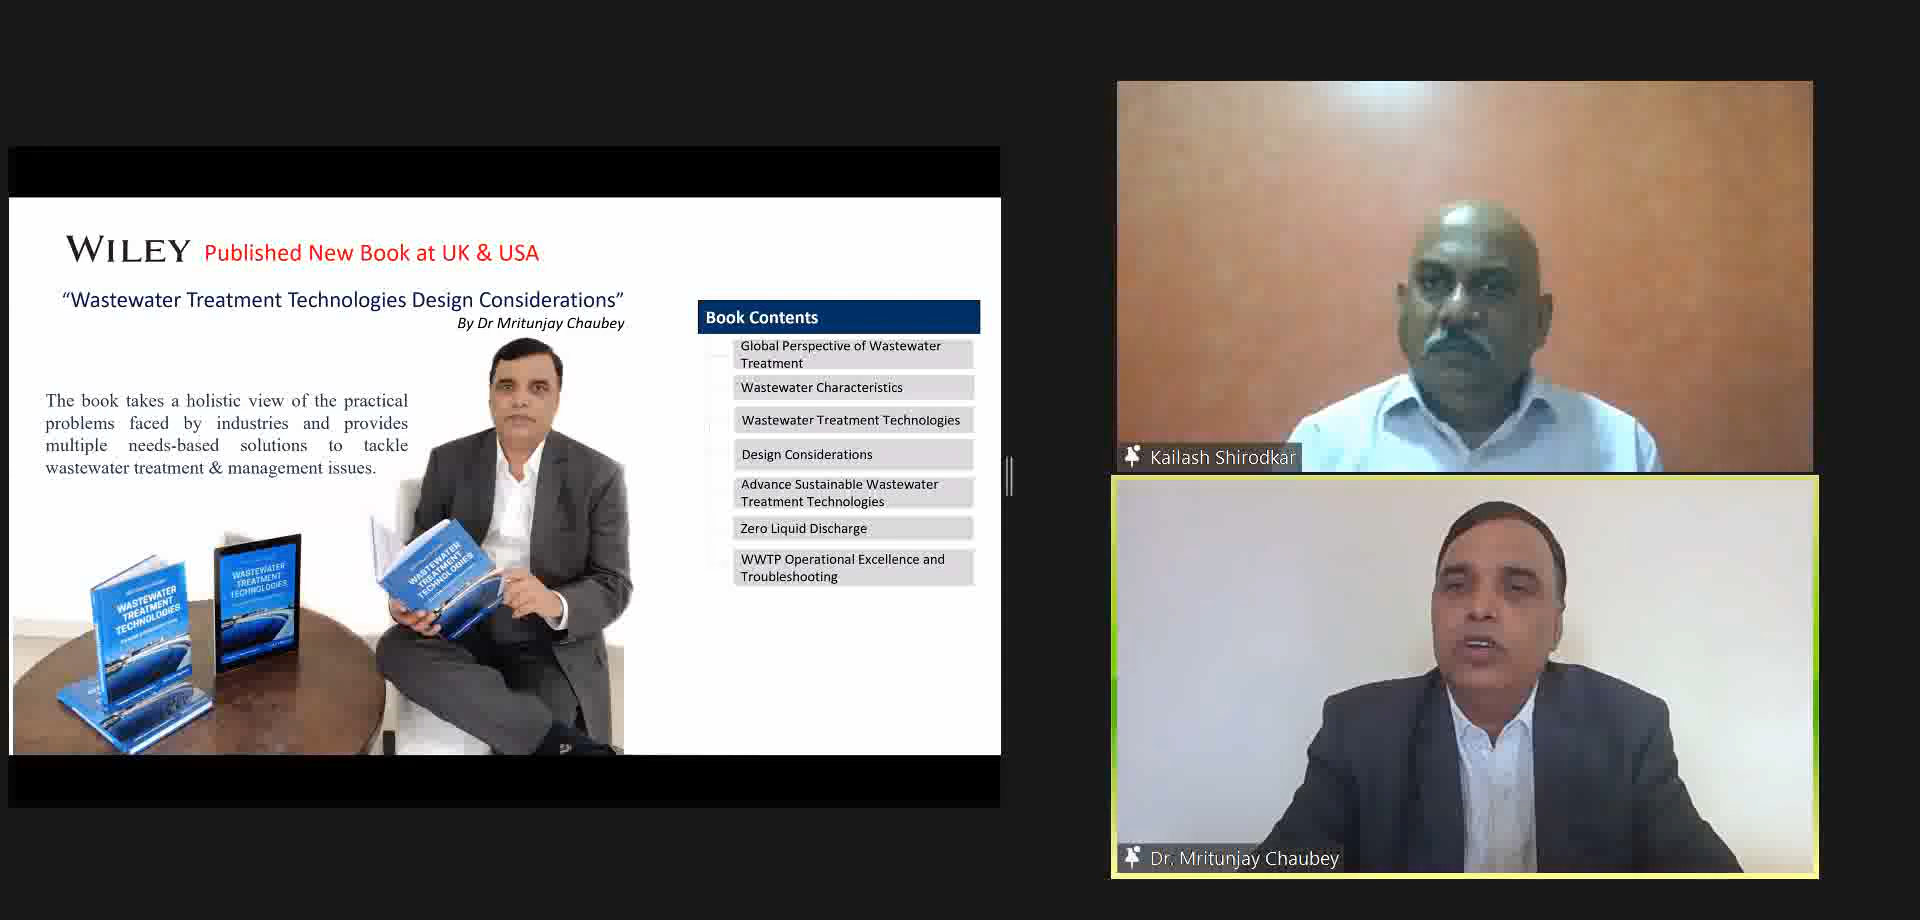 WILEY Published New Book at UK & USA
“Wastewater Treatment Technologies Design Considerations”
By Dr Mritunjay Chaubey
The book takes a holistic view of the practical
problems faced by industries and provides
multiple needs-based solutions to tackle
wastewater treatment & management issues.
WASTEWATER
TREATMENT
TECHNOLOGIES
WASTEWATER
TREATMENT
TECHNOLOGIES
WASTEWATER
TREATMENT
TECHNOLOGIES
Book Contents
Global Perspective of Wastewater
Treatment
Wastewater Characteristics
Wastewater Treatment Technologies
Design Considerations
Advance Sustainable Wastewater
Treatment Technologies
Zero Liquid Discharge
WWTP Operational Excellence and
Troubleshooting
Kailash Shirodkar
Dr. Mritunjay Chaubey